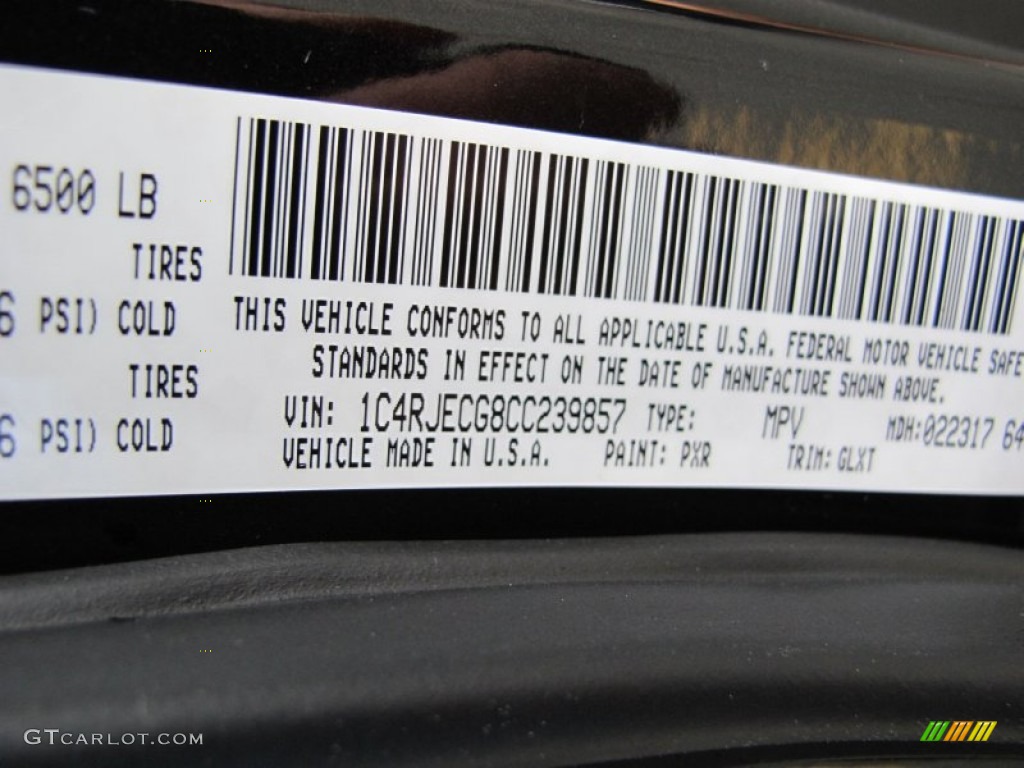 6500 LB
TIRES
6 PSI) COLD
TIRES
6 PSI) COLD
THIS VEHICLE CONFORMS TO ALL APPLICABLE U.S.A. FEDERAL MOTOR VEHICLE SAFE
STANDARDS IN EFFECT ON THE DATE OF MANUFACTURE SHOWN ABOVE.
VIN: 1C4RJECG8CC239857 TYPE: MPV MDH:022317 64
VEHICLE MADE IN U.S.A. PAINT: PXR TRIM: GLXT
GTCARLOT.COM